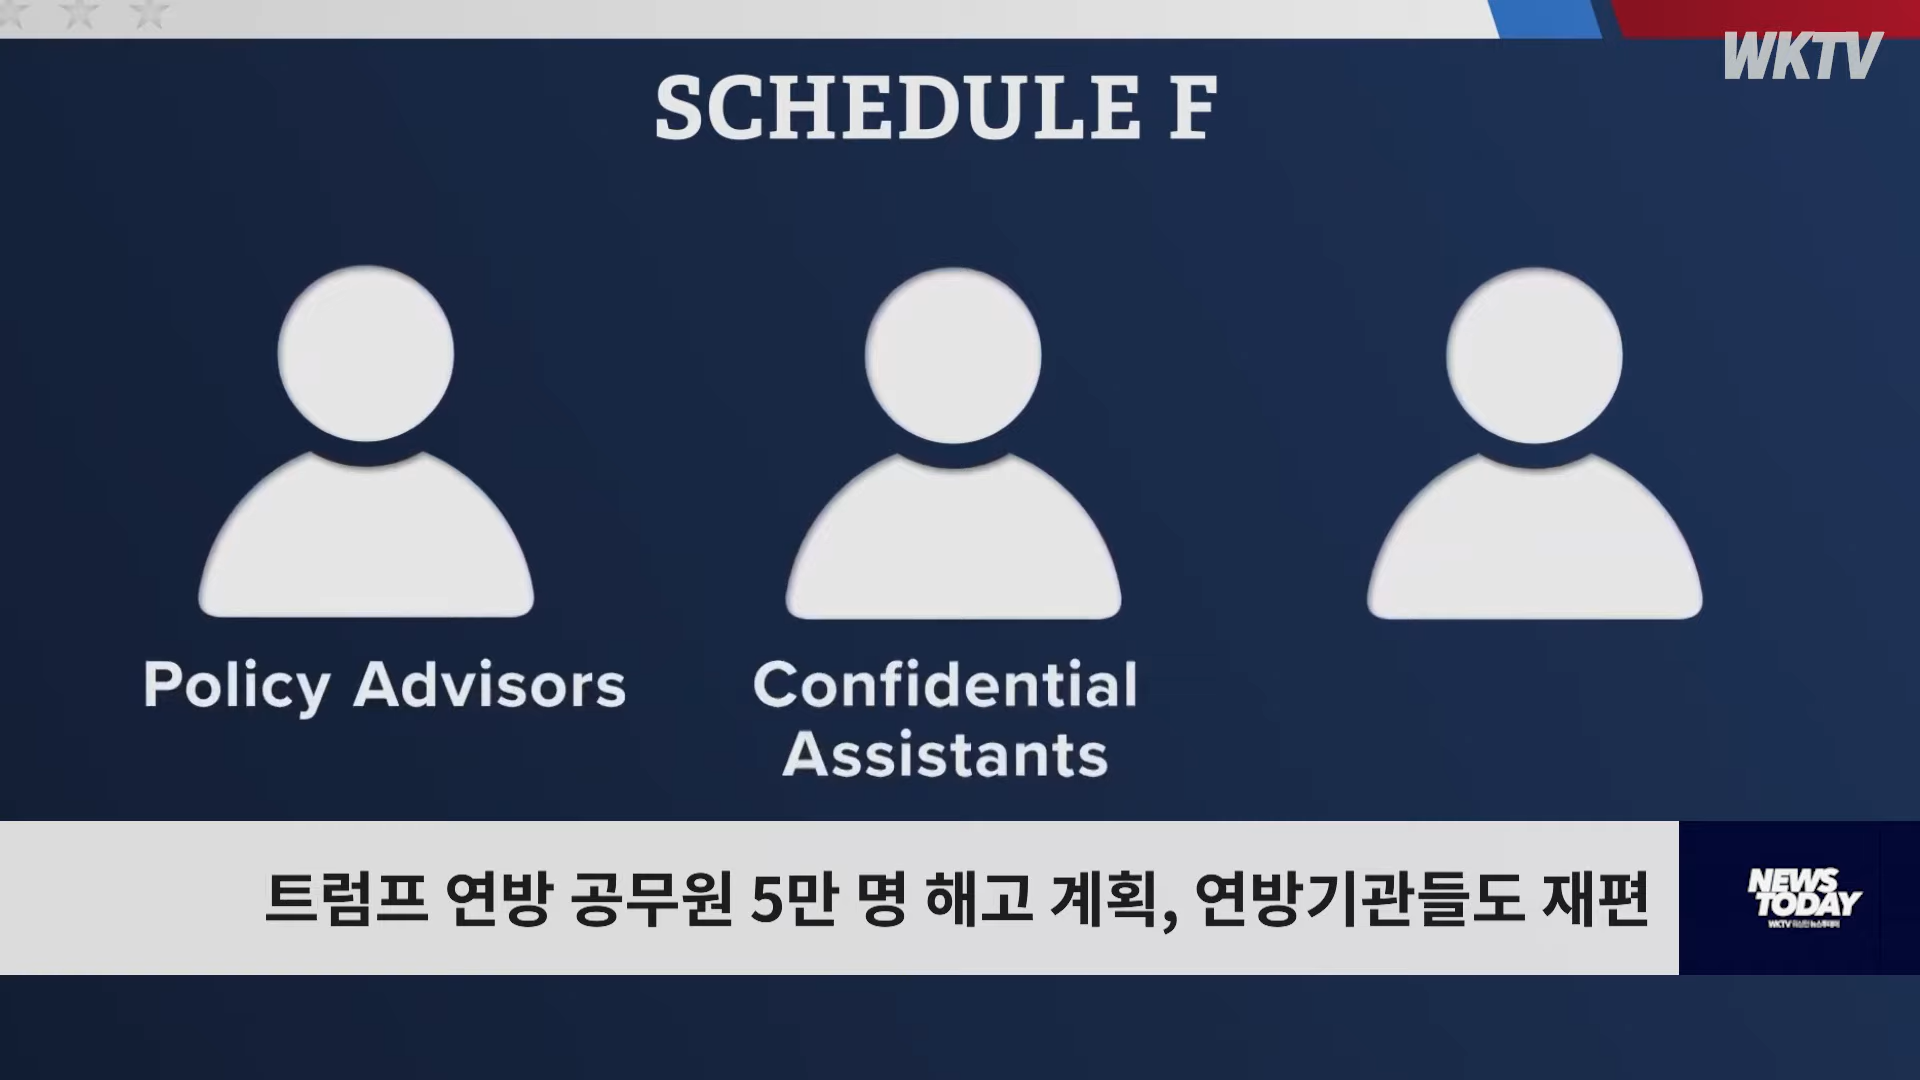 WKTV
SCHEDULE F
Policy Advisors
Confidential
Assistants
트럼프 연방 공무원 5만 명 해고 계획, 연방기관들도 재편
NEWS
TODAY
WKTV